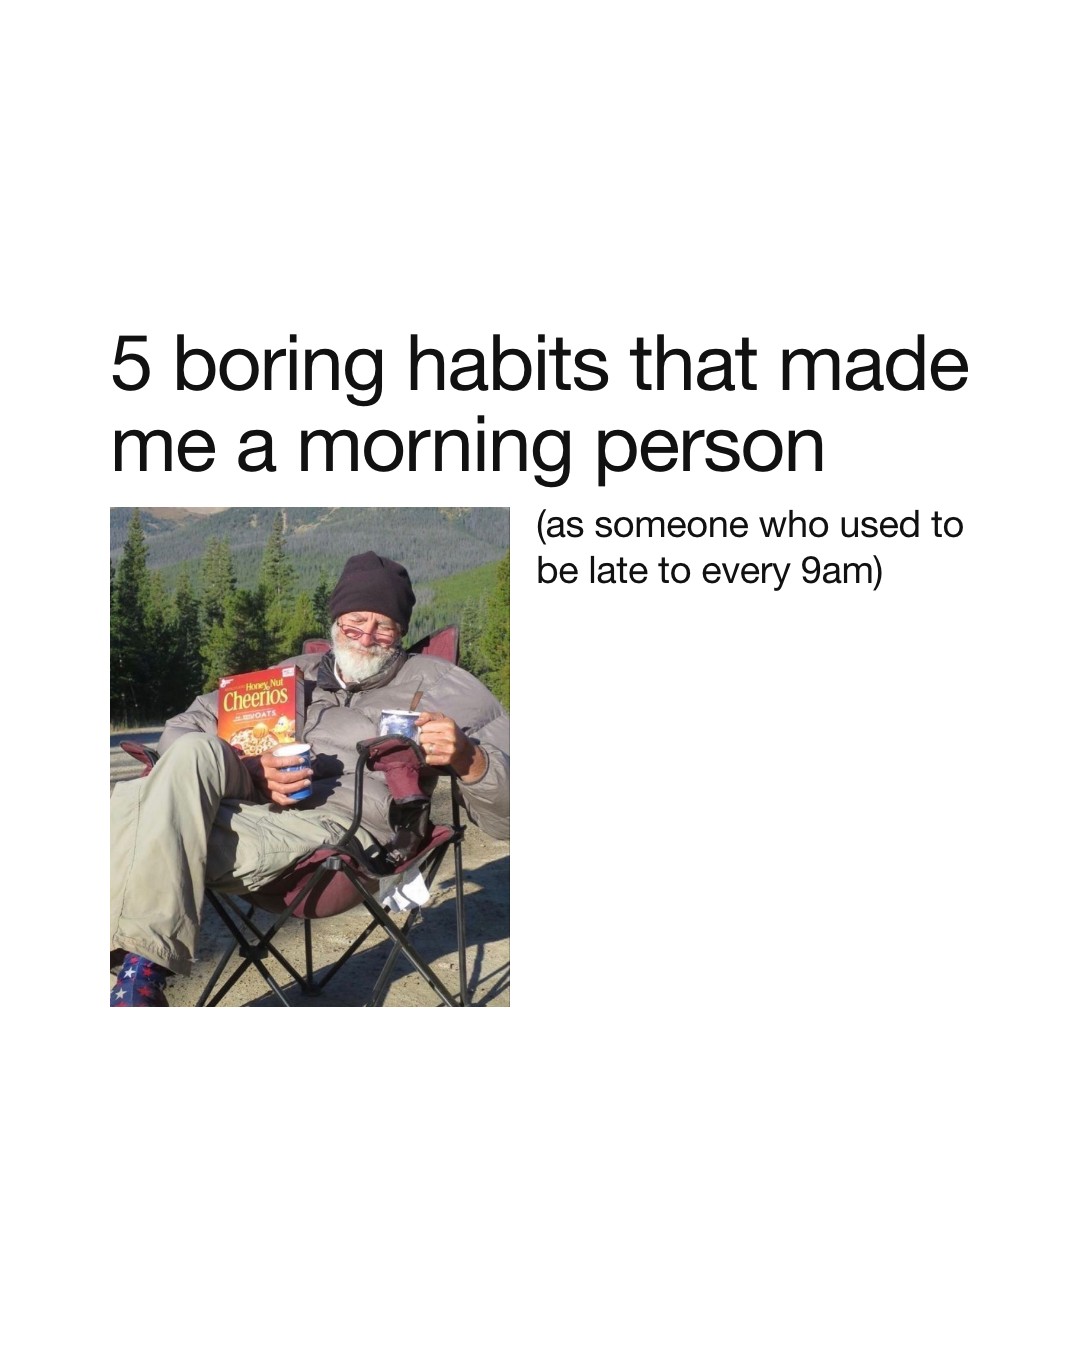 5 boring habits that made
me a morning person
(as someone who used to
be late to every 9am)
Honey Nut
Cheerios
OATS